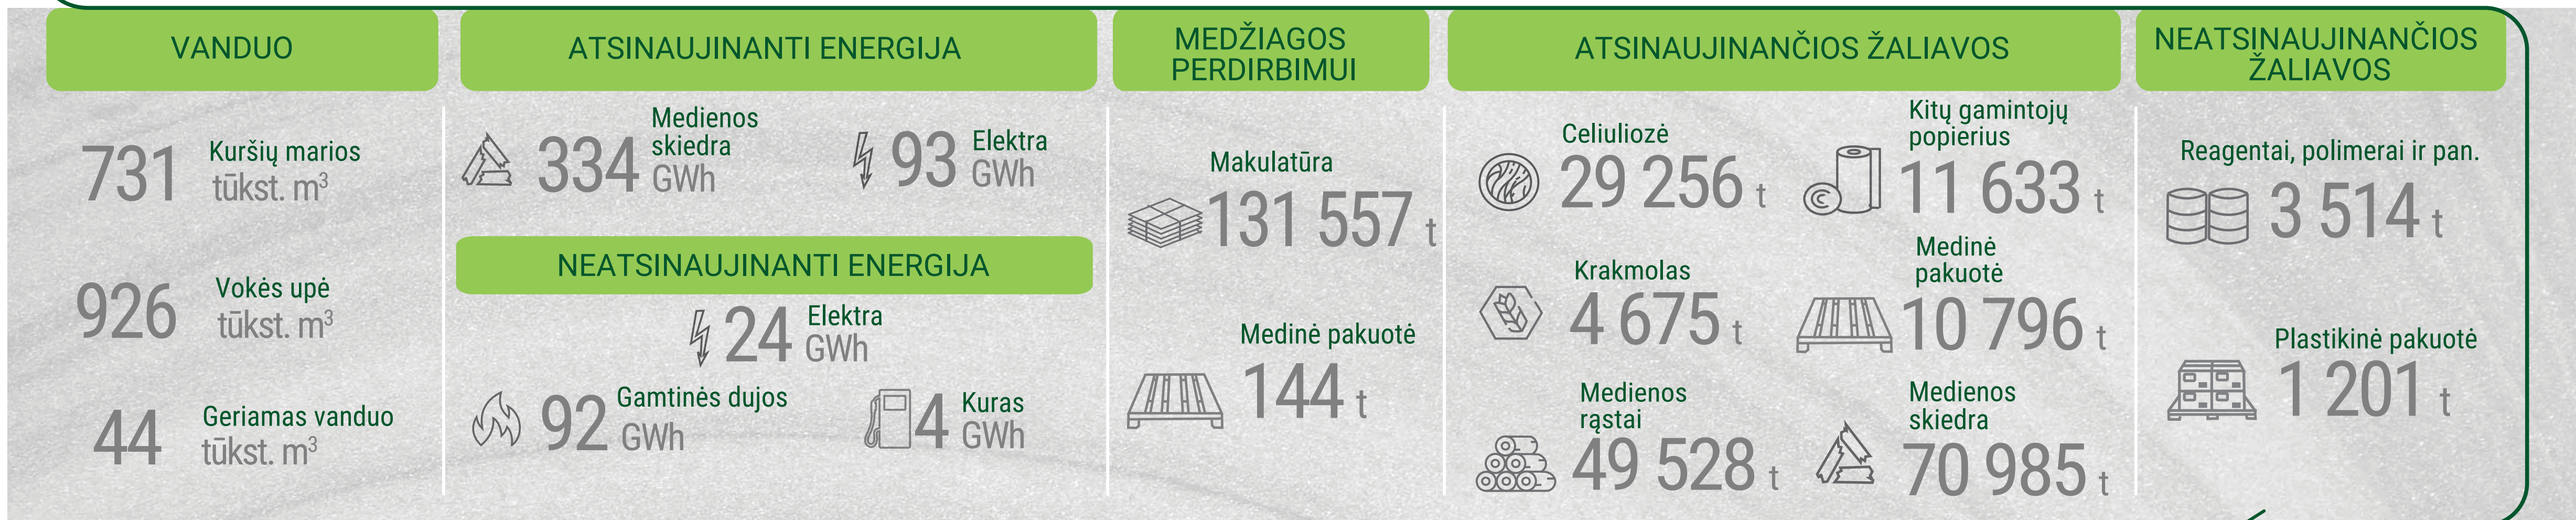 VANDUO
731 Kuršių marios
tūkst. m³
926 Vokės upė
tūkst. m³
44 Geriamas vanduo
tūkst. m³
ATSINAUJINANTI ENERGIJA
334 Medienos
skiedra
GWh
93 Elektra
GWh
NEATSINAUJINANTI ENERGIJA
24 Elektra
GWh
92 Gamtinės dujos
GWh
4 Kuras
GWh
MEDŽIAGOS
PERDIRBIMUI
Makulatūra
131 557 t
Medinė pakuotė
144 t
ATSINAUJINANČIOS ŽALIAVOS
Celiuliozė
29 256 t
Kitų gamintojų
popierius
11 633 t
Krakmolas
4 675 t
Medinė
pakuotė
10 796 t
Medienos
rąstai
49 528 t
Medienos
skiedra
70 985 t
NEATSINAUJINANČIOS
ŽALIAVOS
Reagentai, polimerai ir pan.
3 514 t
Plastikinė pakuotė
1 201 t